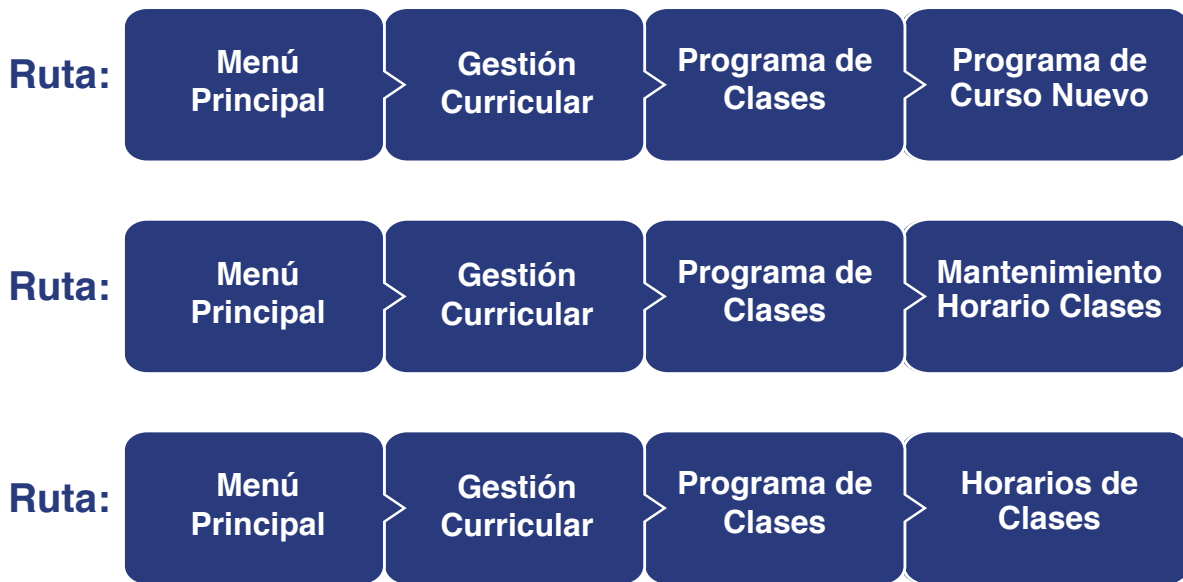 Ruta:
Menú
Principal
Gestión
Curricular
Programa de
Clases
Programa de
Curso Nuevo
Ruta:
Menú
Principal
Gestión
Curricular
Programa de
Clases
Mantenimiento
Horario Clases
Ruta:
Menú
Principal
Gestión
Curricular
Programa de
Clases
Horarios de
Clases